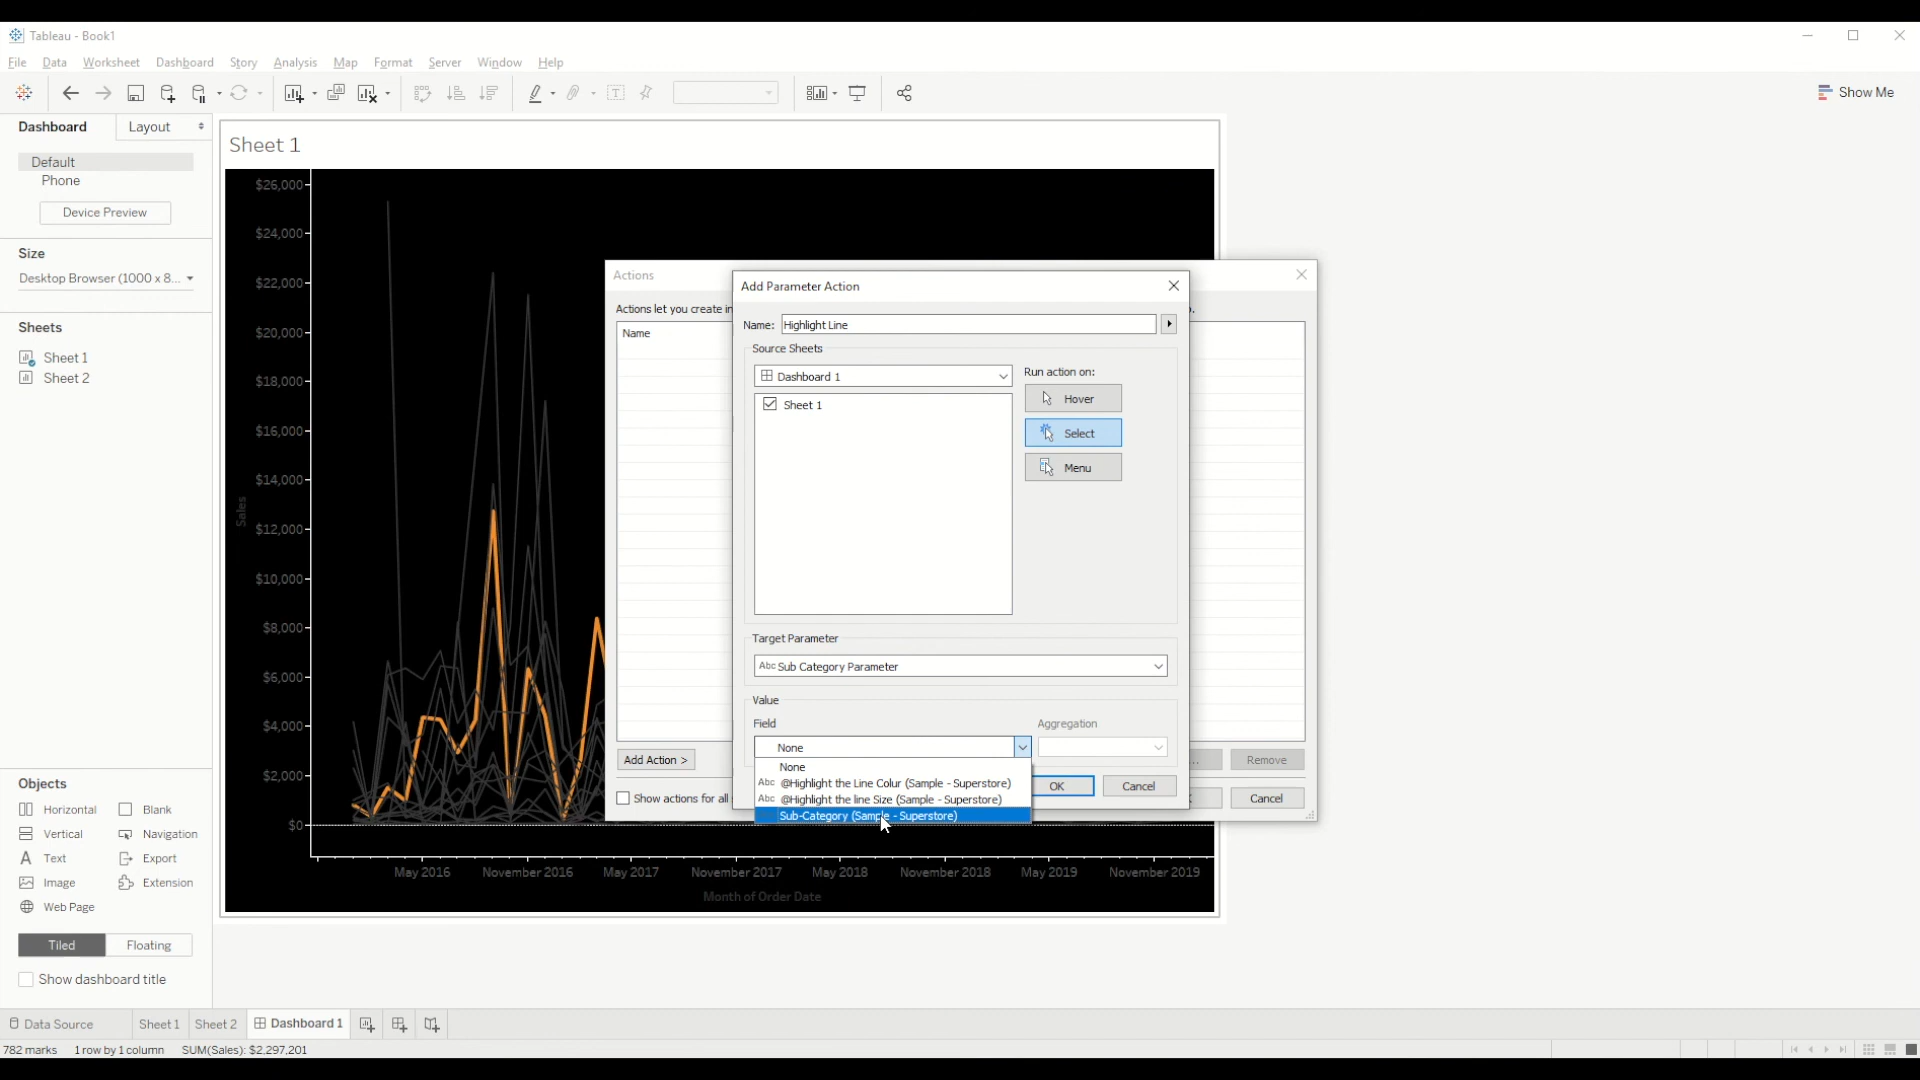 Tableau - Book1
File Data Worksheet Dashboard Story Analysis Map Format Server Window Help
Show Me
Dashboard Layout
Default
Phone
Device Preview
Size
Desktop Browser (1000 x 8...
Sheets
Sheet 1
Sheet 2
Objects
Horizontal Blank
Vertical Navigation
Text Export
Image Extension
Web Page
Tiled Floating
Show dashboard title
Sheet 1
$26,000
$24,000
$22,000
$20,000
$18,000
$16,000
$14,000
$12,000
$10,000
$8,000
$6,000
$4,000
$2,000
$0
Sales
May 2016 November 2016 May 2017 November 2017 May 2018 November 2018 May 2019 November 2019
Month of Order Date
Actions
Actions let you create in
Name
Add Action >
Remove
Show actions for all
Cancel
Add Parameter Action
Name: Highlight Line
Source Sheets
Dashboard 1
Sheet 1
Run action on:
Hover
Select
Menu
Target Parameter
Abc Sub Category Parameter
Value
Field Aggregation
None
None
Abc @Highlight the Line Colur (Sample - Superstore)
Abc @Highlight the line Size (Sample - Superstore)
Sub-Category (Sample - Superstore)
OK Cancel
Data Source Sheet 1 Sheet 2 Dashboard 1
782 marks 1 row by 1 column SUM(Sales): $2,297,201